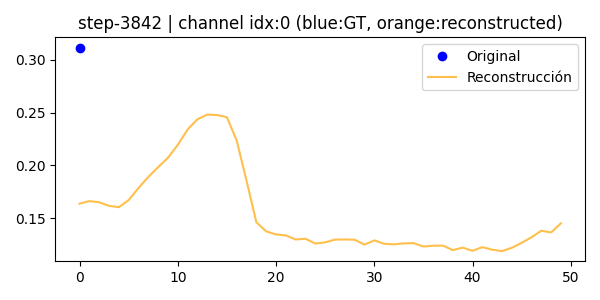 step-3842 | channel idx:0 (blue:GT, orange:reconstructed)
Original
Reconstrucción
0.30
0.25
0.20
0.15
0 10 20 30 40 50